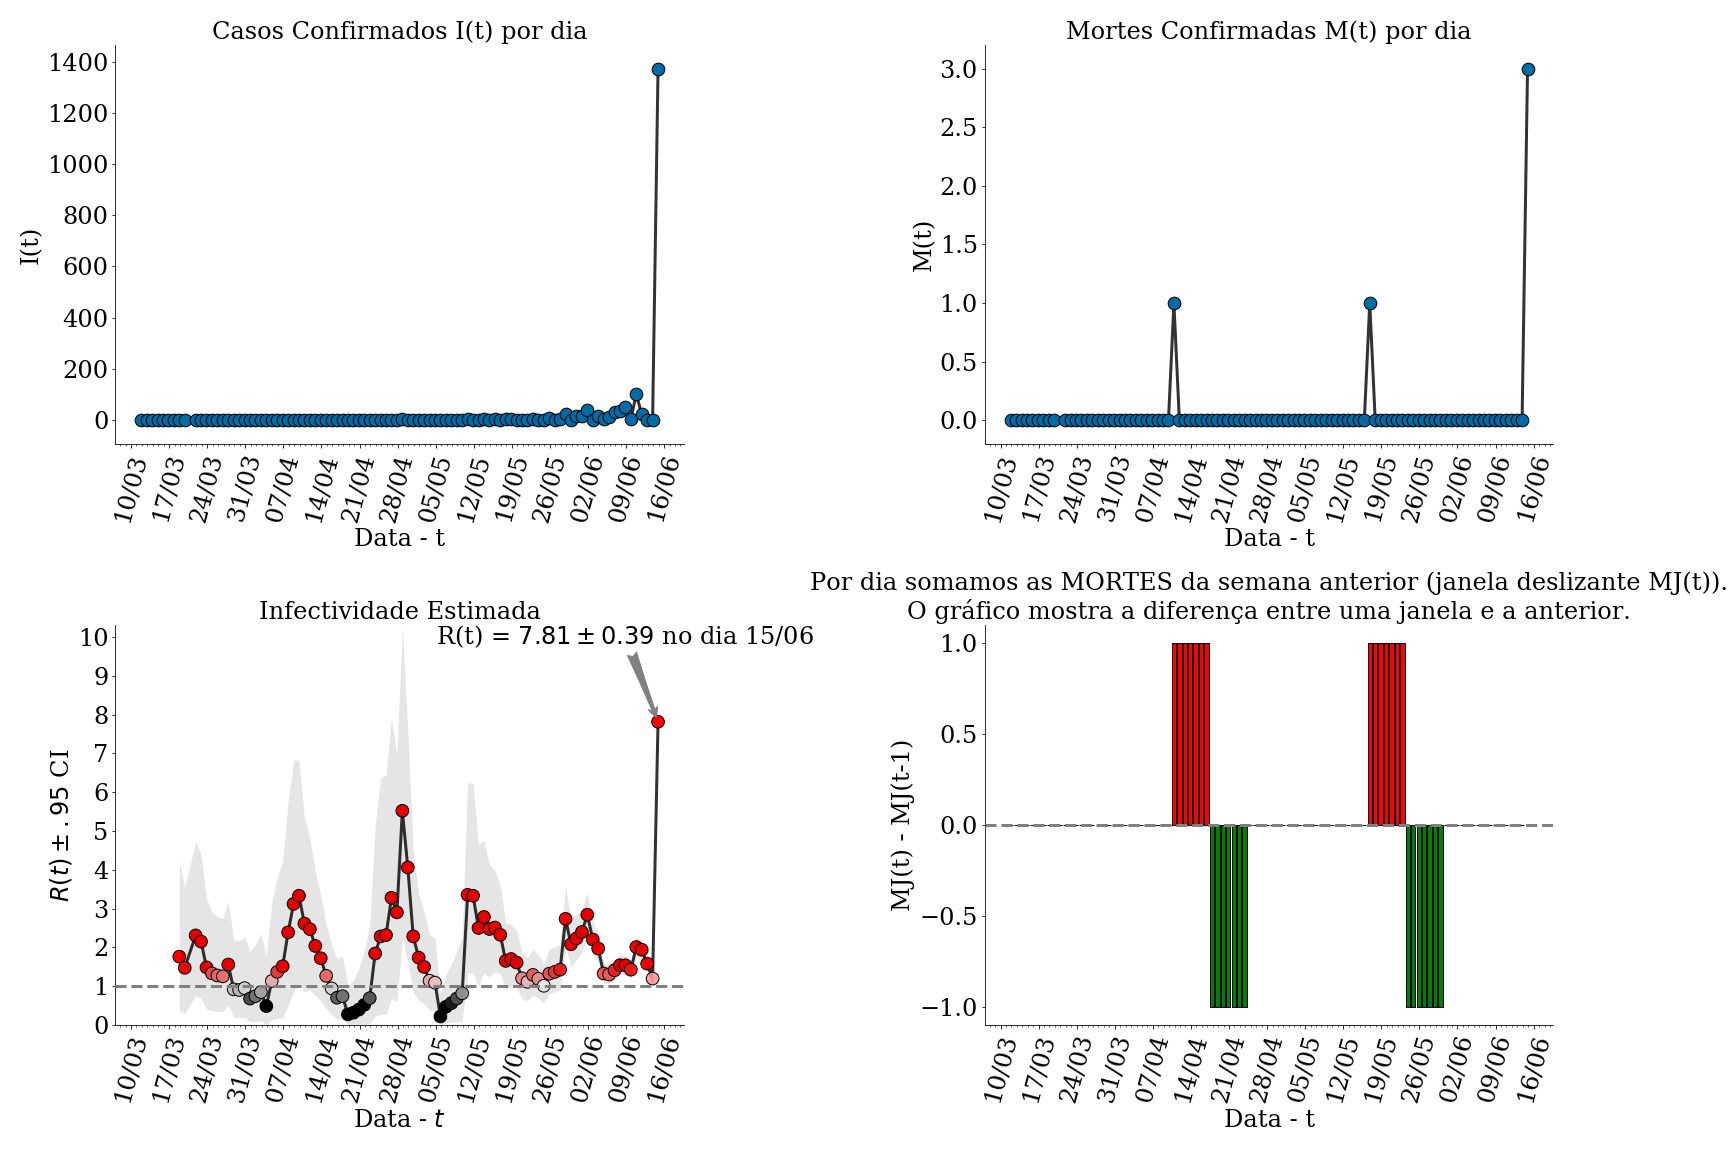 Casos Confirmados I(t) por dia
1400
1200
1000
800
600
400
200
0
I(t)
10/03 17/03 24/03 31/03 07/04 14/04 21/04 28/04 05/05 12/05 19/05 26/05 02/06 09/06 16/06
Data - t
Mortes Confirmadas M(t) por dia
3.0
2.5
2.0
1.5
1.0
0.5
0.0
M(t)
10/03 17/03 24/03 31/03 07/04 14/04 21/04 28/04 05/05 12/05 19/05 26/05 02/06 09/06 16/06
Data - t
Infectividade Estimada
R(t) = 7.81 ± 0.39 no dia 15/06
10
9
8
7
6
5
4
3
2
1
0
R(t) ± .95 CI
10/03 17/03 24/03 31/03 07/04 14/04 21/04 28/04 05/05 12/05 19/05 26/05 02/06 09/06 16/06
Data - t
Por dia somamos as MORTES da semana anterior (janela deslizante MJ(t)).
O gráfico mostra a diferença entre uma janela e a anterior.
1.0
0.5
0.0
−0.5
−1.0
MJ(t) - MJ(t-1)
10/03 17/03 24/03 31/03 07/04 14/04 21/04 28/04 05/05 12/05 19/05 26/05 02/06 09/06 16/06
Data - t